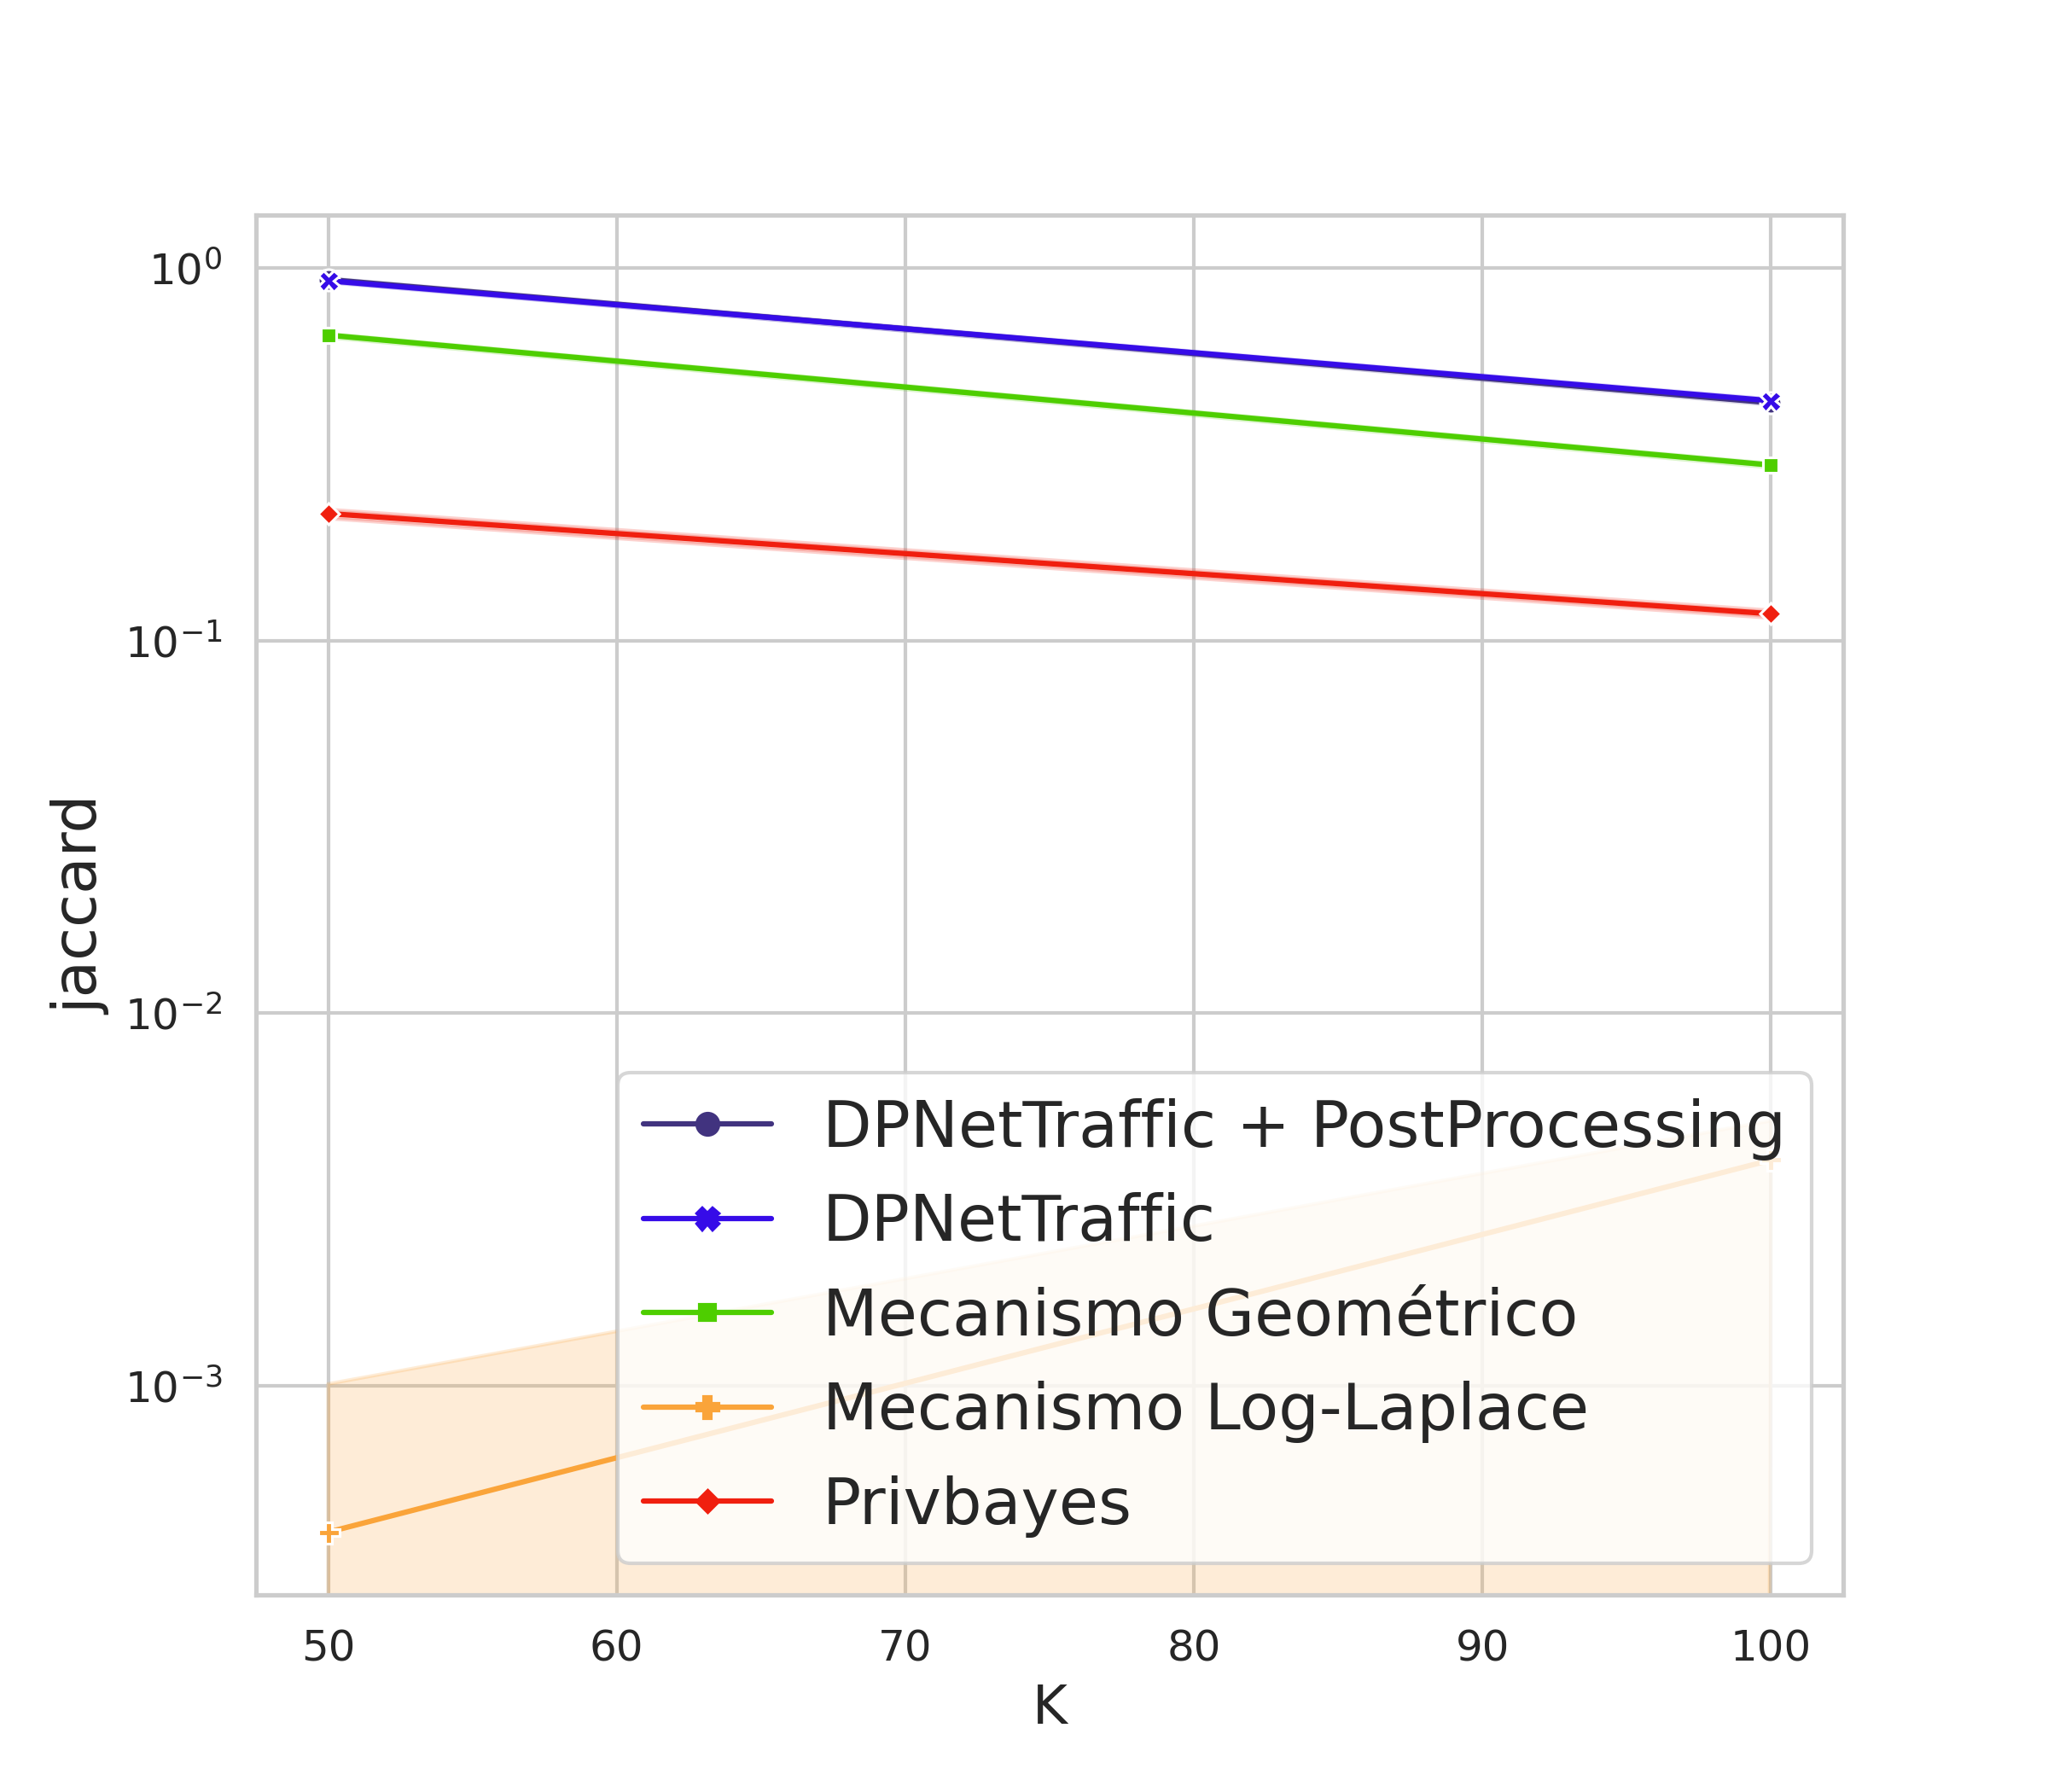 10⁰
10⁻¹
10⁻²
10⁻³
jaccard
DPNetTraffic + PostProcessing
DPNetTraffic
Mecanismo Geométrico
Mecanismo Log-Laplace
Privbayes
50 60 70 80 90 100
K